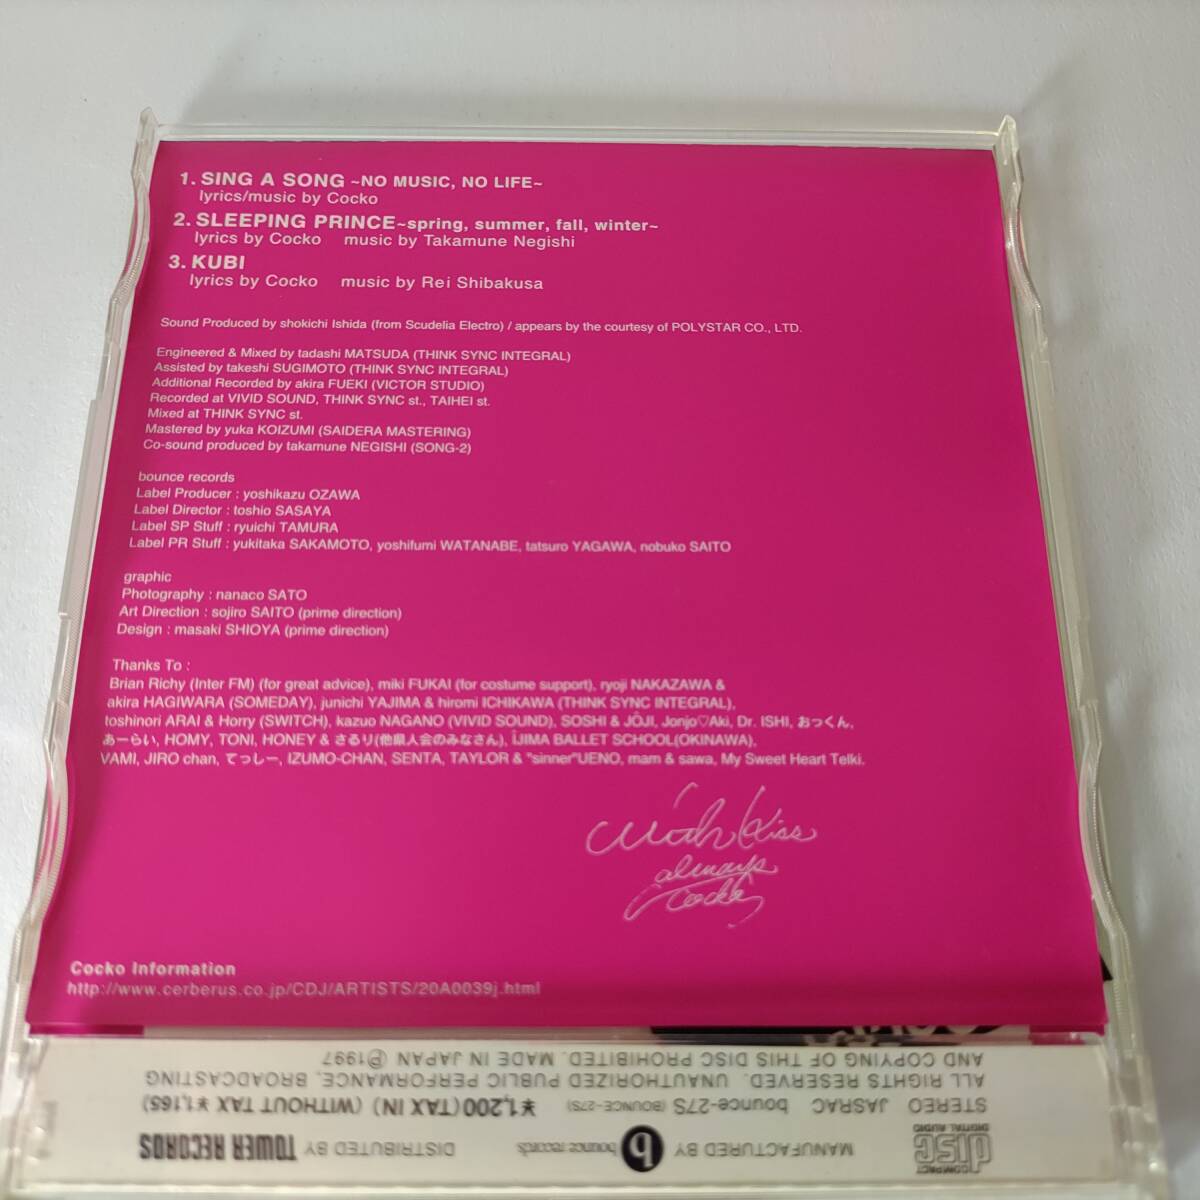 1. SING A SONG ~NO MUSIC, NO LIFE~
lyrics/music by Cocko
2. SLEEPING PRINCE~spring, summer, fall, winter~
lyrics by Cocko music by Takamune Negishi
3. KUBI
lyrics by Cocko music by Rei Shibakusa
Sound Produced by shokichi Ishida (from Scudelia Electro) / appears by the courtesy of POLYSTAR CO., LTD.
Engineered & Mixed by tadashi MATSUDA (THINK SYNC INTEGRAL)
Assisted by takeshi SUGIMOTO (THINK SYNC INTEGRAL)
Additional Recorded by akira FUEKI (VICTOR STUDIO)
Recorded at VIVID SOUND, THINK SYNC st., TAIHEI st.
Mixed at THINK SYNC st.
Mastered by yuka KOIZUMI (SAIDERA MASTERING)
Co-sound produced by takamune NEGISHI (SONG-2)
bounce records
Label Producer : yoshikazu OZAWA
Label Director : toshio SASAYA
Label SP Stuff : ryuichi TAMURA
Label PR Stuff : yukitaka SAKAMOTO, yoshifumi WATANABE, tatsuro YAGAWA, nobuko SAITO
graphic
Photography : nanaco SATO
Art Direction : sojiro SAITO (prime direction)
Design : masaki SHIOYA (prime direction)
Thanks To :
Brian Richy (Inter FM) (for great advice), miki FUKAI (for costume support), ryoji NAKAZAWA &
akira HAGIWARA (SOMEDAY), junichi YAJIMA & hiromi ICHIKAWA (THINK SYNC INTEGRAL),
toshinori ARAI & Horry (SWITCH), kazuo NAGANO (VIVID SOUND), SOSHI & JÔJI, Jonjo♡Aki, Dr. ISHI, おっくん,
あーらい, HOMY, TONI, HONEY & さるリ(他県人会のみなさん), ÎJIMA BALLET SCHOOL(OKINAWA),
VAMI, JIRO chan, てっしー, IZUMO-CHAN, SENTA, TAYLOR & "sinner"UENO, mam & sawa, My Sweet Heart Telki.
with kiss
always
Cocko
Cocko Information
http://www.cerberus.co.jp/CDJ/ARTISTS/20A0039j.html
COMPACT disc DIGITAL AUDIO MANUFACTURED BY b bounce records DISTRIBUTED BY TOWER RECORDS
STEREO JASRAC bounce-27S (BOUNCE-27S) ¥1,200 (TAX IN) (WITHOUT TAX ¥1,165)
ALL RIGHTS RESERVED. UNAUTHORIZED PUBLIC PERFORMANCE, BROADCASTING
AND COPYING OF THIS DISC PROHIBITED. MADE IN JAPAN Ⓟ1997